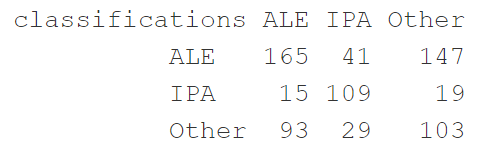 classifications ALE IPA Other
ALE 165 41 147
IPA 15 109 19
Other 93 29 103